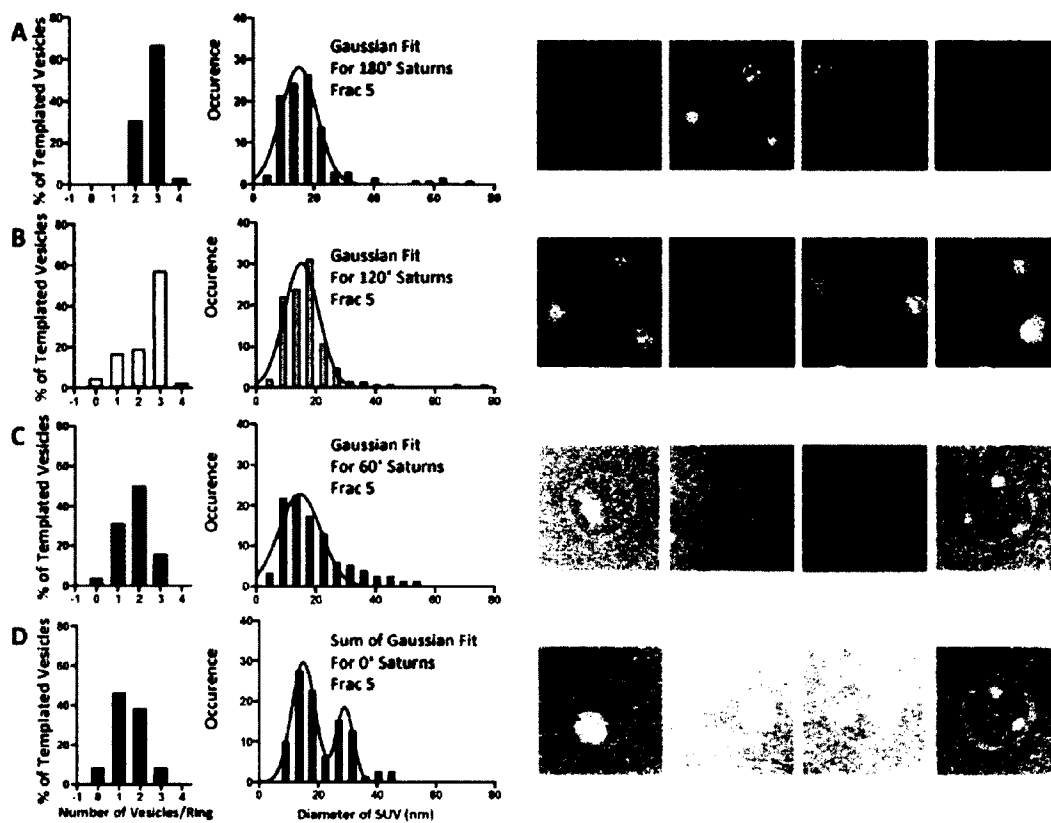 A
% of Templated Vesicles
80
60
40
20
0
-1 0 1 2 3 4
Occurence
40
30
20
10
0
0 20 40 60 80
Gaussian Fit
For 180° Saturns
Frac 5
B
% of Templated Vesicles
80
60
40
20
0
-1 0 1 2 3 4
Occurence
40
30
20
10
0
0 20 40 60 80
Gaussian Fit
For 120° Saturns
Frac 5
C
% of Templated Vesicles
80
60
40
20
0
-1 0 1 2 3 4
Occurence
40
30
20
10
0
0 20 40 60 80
Gaussian Fit
For 60° Saturns
Frac 5
D
% of Templated Vesicles
80
60
40
20
0
-1 0 1 2 3 4
Number of Vesicles/Ring
Occurence
40
30
20
10
0
0 20 40 60 80
Diameter of SUV (nm)
Sum of Gaussian Fit
For 0° Saturns
Frac 5